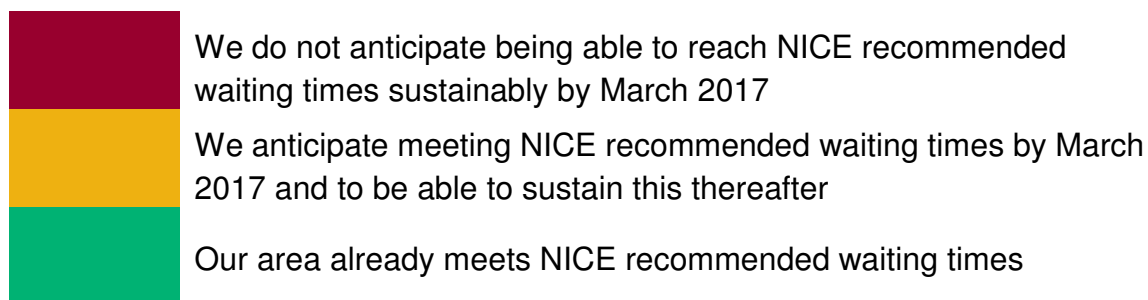 We do not anticipate being able to reach NICE recommended
waiting times sustainably by March 2017
We anticipate meeting NICE recommended waiting times by March
2017 and to be able to sustain this thereafter
Our area already meets NICE recommended waiting times